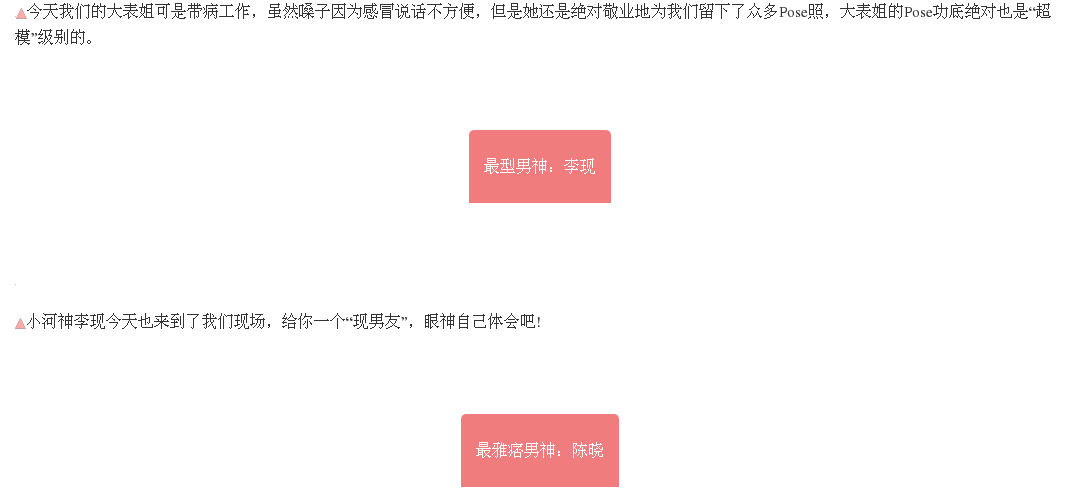 ▲今天我们的大表姐可是带病工作，虽然嗓子因为感冒说话不方便，但是她还是绝对敬业地为我们留下了众多Pose照，大表姐的Pose功底绝对也是“超
模”级别的。
最型男神：李现
▲小河神李现今天也来到了我们现场，给你一个“现男友”，眼神自己体会吧!
最雅痞男神：陈晓